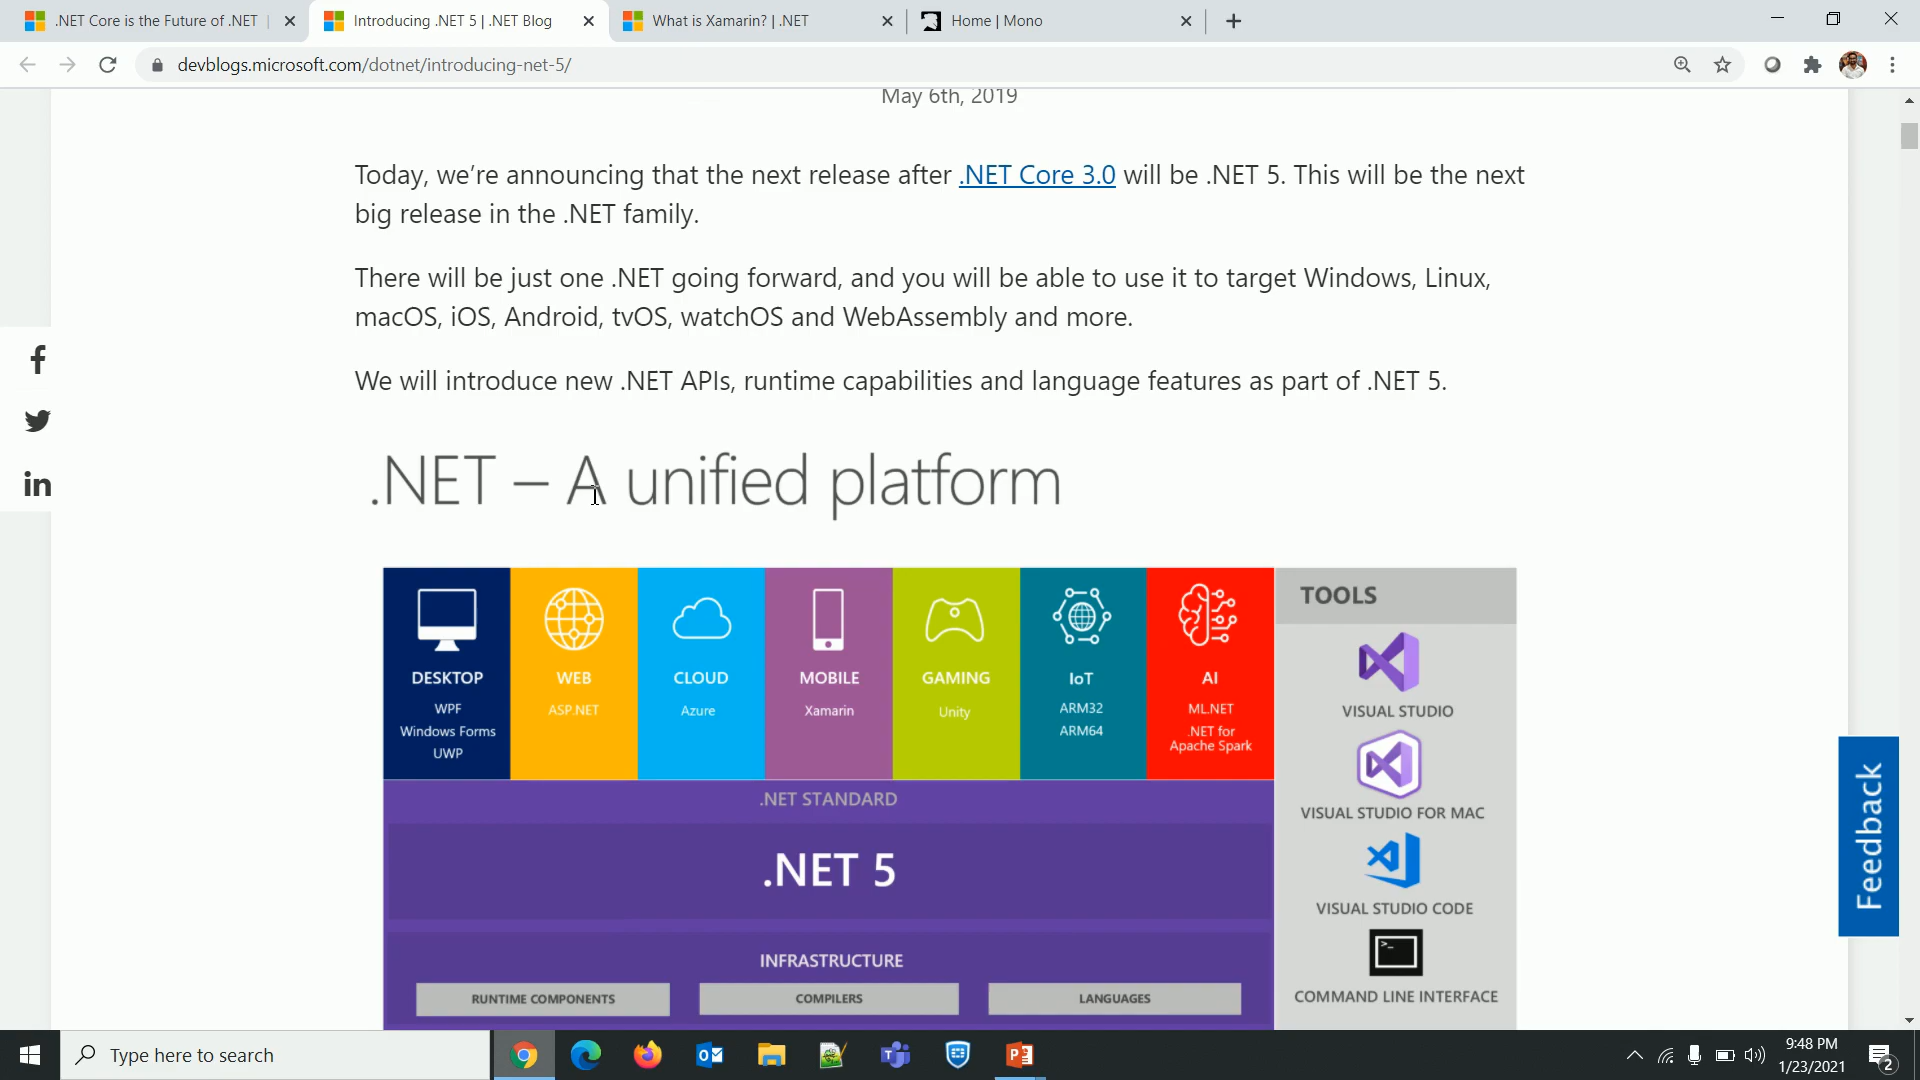 .NET Core is the Future of .NET
Introducing .NET 5 | .NET Blog
What is Xamarin? | .NET
Home | Mono
devblogs.microsoft.com/dotnet/introducing-net-5/
May 6th, 2019
Today, we’re announcing that the next release after .NET Core 3.0 will be .NET 5. This will be the next
big release in the .NET family.
There will be just one .NET going forward, and you will be able to use it to target Windows, Linux,
macOS, iOS, Android, tvOS, watchOS and WebAssembly and more.
We will introduce new .NET APIs, runtime capabilities and language features as part of .NET 5.
.NET – A unified platform
DESKTOP
WPF
Windows Forms
UWP
WEB
ASP.NET
CLOUD
Azure
MOBILE
Xamarin
GAMING
Unity
IoT
ARM32
ARM64
AI
ML.NET
.NET for
Apache Spark
TOOLS
VISUAL STUDIO
VISUAL STUDIO FOR MAC
VISUAL STUDIO CODE
COMMAND LINE INTERFACE
.NET STANDARD
.NET 5
INFRASTRUCTURE
RUNTIME COMPONENTS
COMPILERS
LANGUAGES
Feedback
Type here to search
9:48 PM
1/23/2021
2